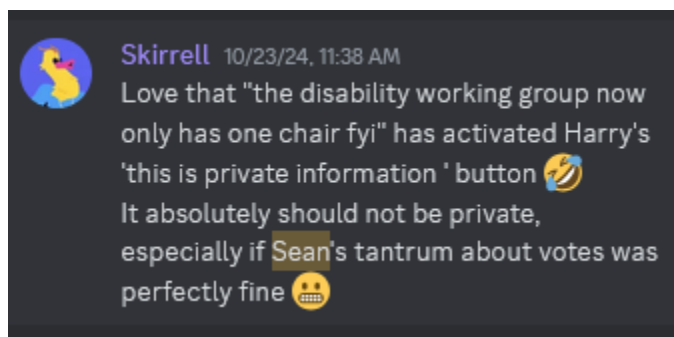 Skirrell 10/23/24, 11:38 AM
Love that "the disability working group now
only has one chair fyi" has activated Harry's
'this is private information ' button 🤣
It absolutely should not be private,
especially if Sean's tantrum about votes was
perfectly fine 😬